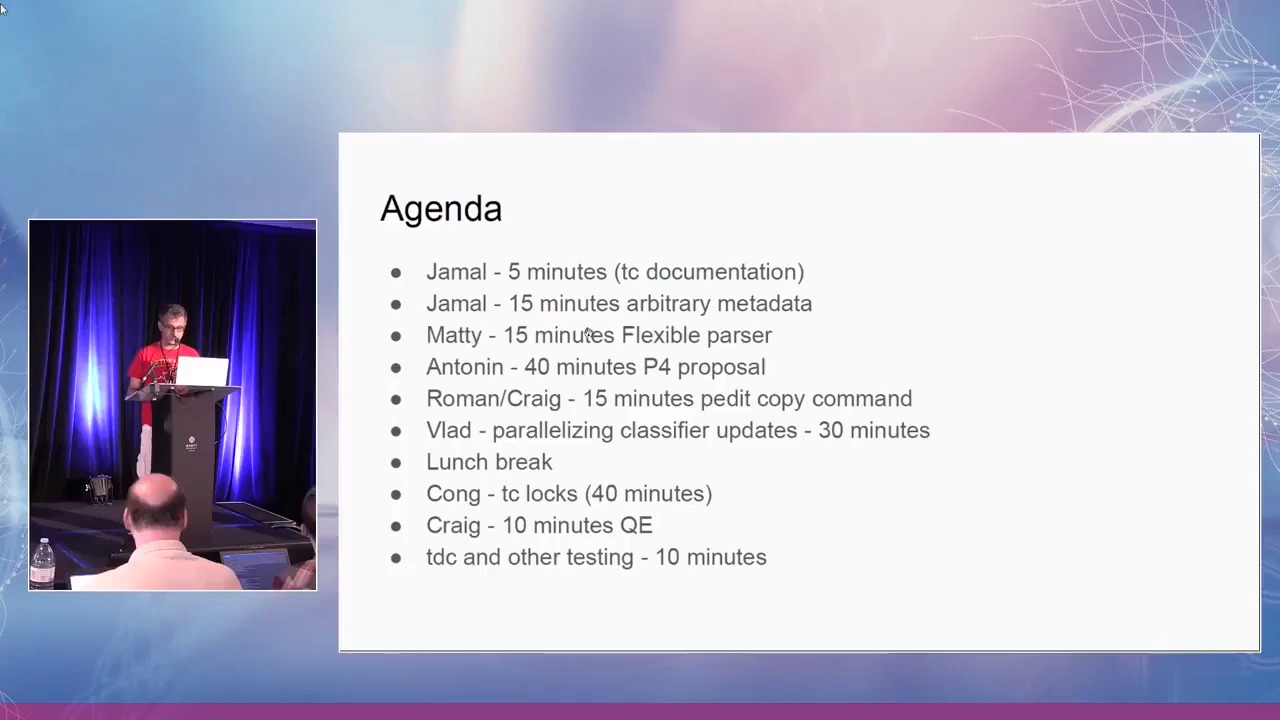 Agenda
● Jamal - 5 minutes (tc documentation)
● Jamal - 15 minutes arbitrary metadata
● Matty - 15 minutes Flexible parser
● Antonin - 40 minutes P4 proposal
● Roman/Craig - 15 minutes pedit copy command
● Vlad - parallelizing classifier updates - 30 minutes
● Lunch break
● Cong - tc locks (40 minutes)
● Craig - 10 minutes QE
● tdc and other testing - 10 minutes